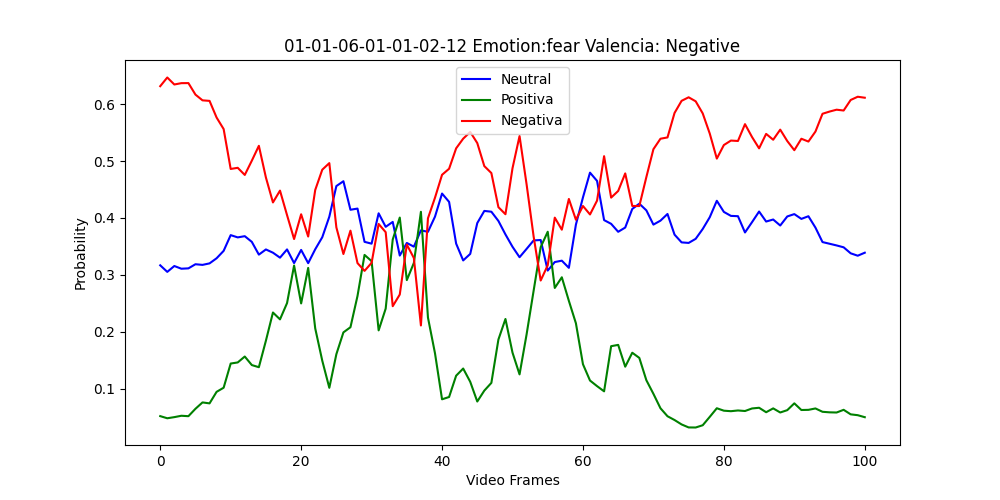 01-01-06-01-01-02-12 Emotion:fear Valencia: Negative
Neutral
Positiva
Negativa
Probability
0.6
0.5
0.4
0.3
0.2
0.1
0 20 40 60 80 100
Video Frames